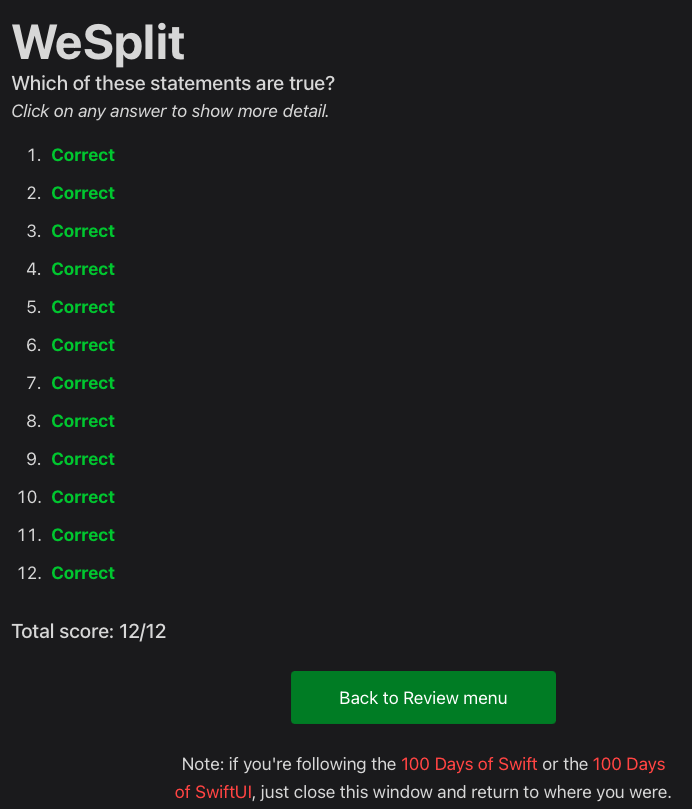 WeSplit
Which of these statements are true?
Click on any answer to show more detail.
1. Correct
2. Correct
3. Correct
4. Correct
5. Correct
6. Correct
7. Correct
8. Correct
9. Correct
10. Correct
11. Correct
12. Correct
Total score: 12/12
Back to Review menu
Note: if you're following the 100 Days of Swift or the 100 Days
of SwiftUI, just close this window and return to where you were.